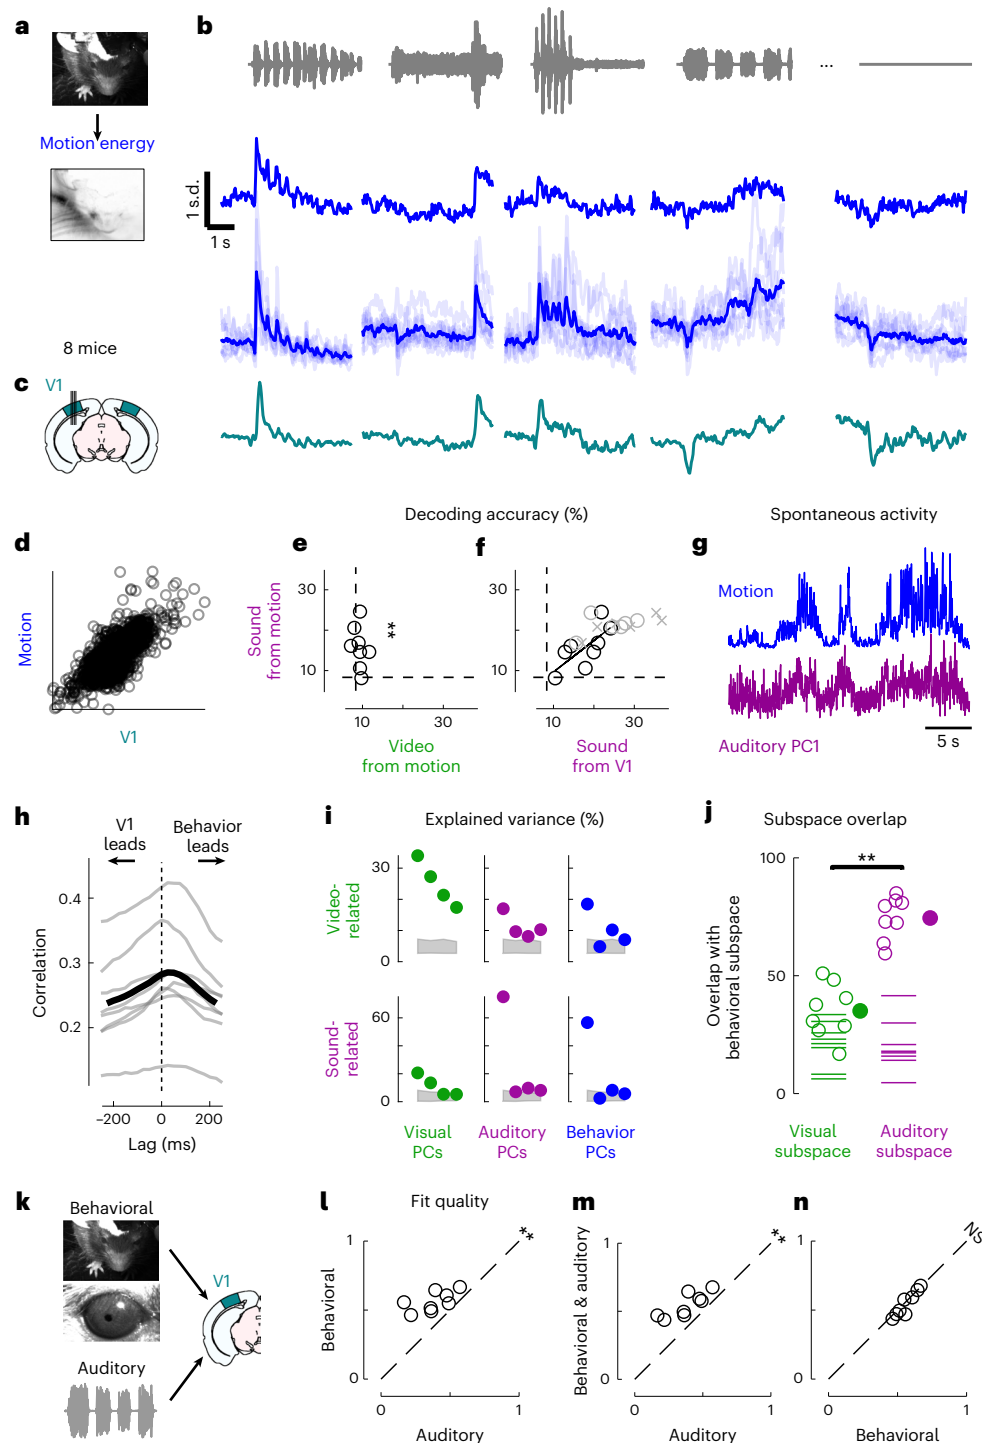 a
b
Motion energy
1 s.d.
1 s
8 mice
c
V1
Decoding accuracy (%)
Spontaneous activity
d
e
f
g
Motion
V1
Sound
from motion
30
10
**
10
30
Video
from motion
30
10
10
30
Sound
from V1
Motion
Auditory PC1
5 s
h
V1
leads
Behavior
leads
Correlation
0.4
0.3
0.2
–200
0
200
Lag (ms)
i
Explained variance (%)
Video-
related
30
0
Sound-
related
60
0
Visual
PCs
Auditory
PCs
Behavior
PCs
j
Subspace overlap
**
Overlap with
behavioral subspace
100
50
0
Visual
subspace
Auditory
subspace
k
Behavioral
V1
Auditory
l
Fit quality
**
Behavioral
1
0
0
1
Auditory
m
**
Behavioral & auditory
1
0
0
1
Auditory
n
NS
1
0
0
1
Behavioral